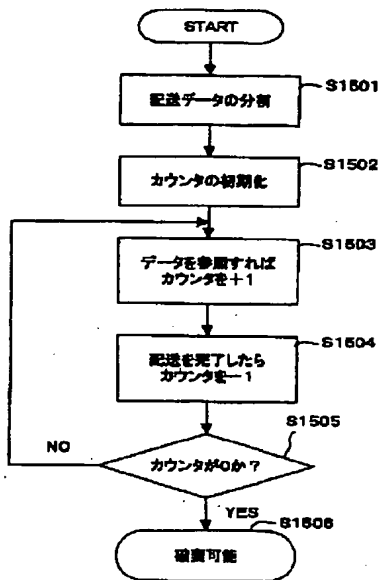 START
配送データの分割
S1501
カウンタの初期化
S1502
データを参照すれば
カウンタを+1
S1503
配送を完了したら
カウンタを-1
S1504
カウンタが0か?
S1505
NO
YES
破棄可能
S1506